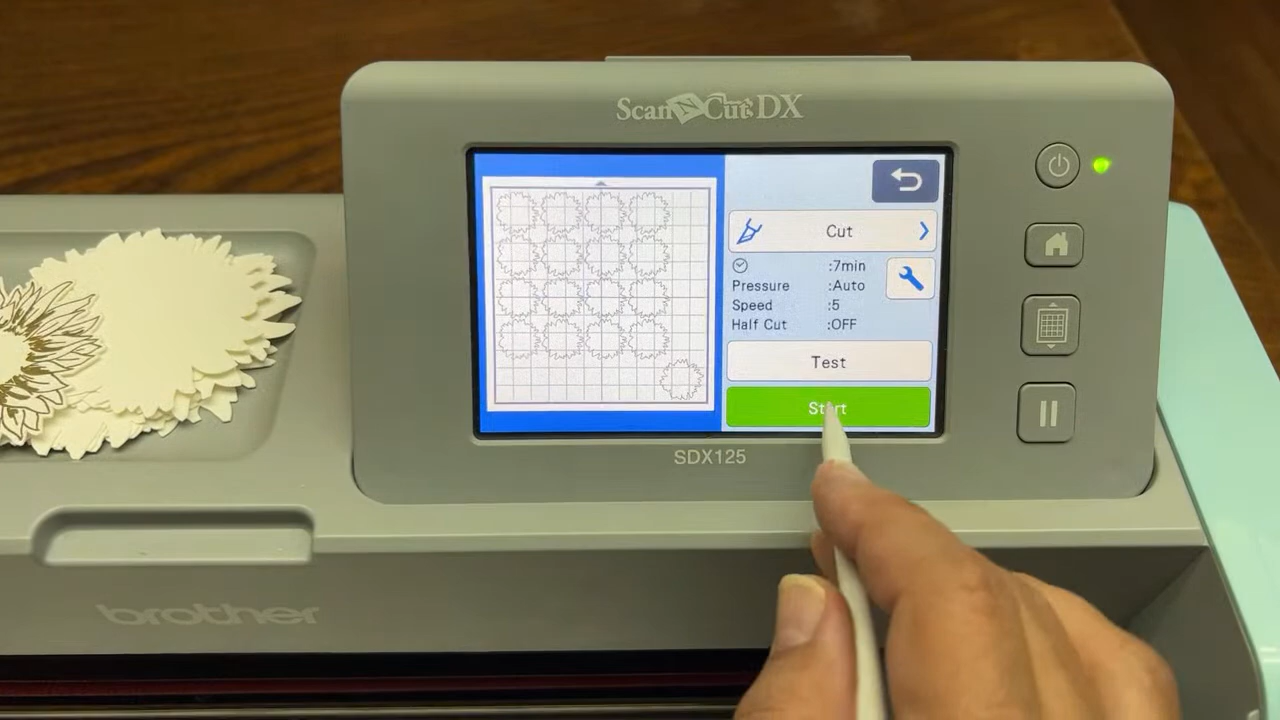 ScanNCut DX
Cut
:7min
Pressure :Auto
Speed :5
Half Cut :OFF
Test
Start
SDX125
brother